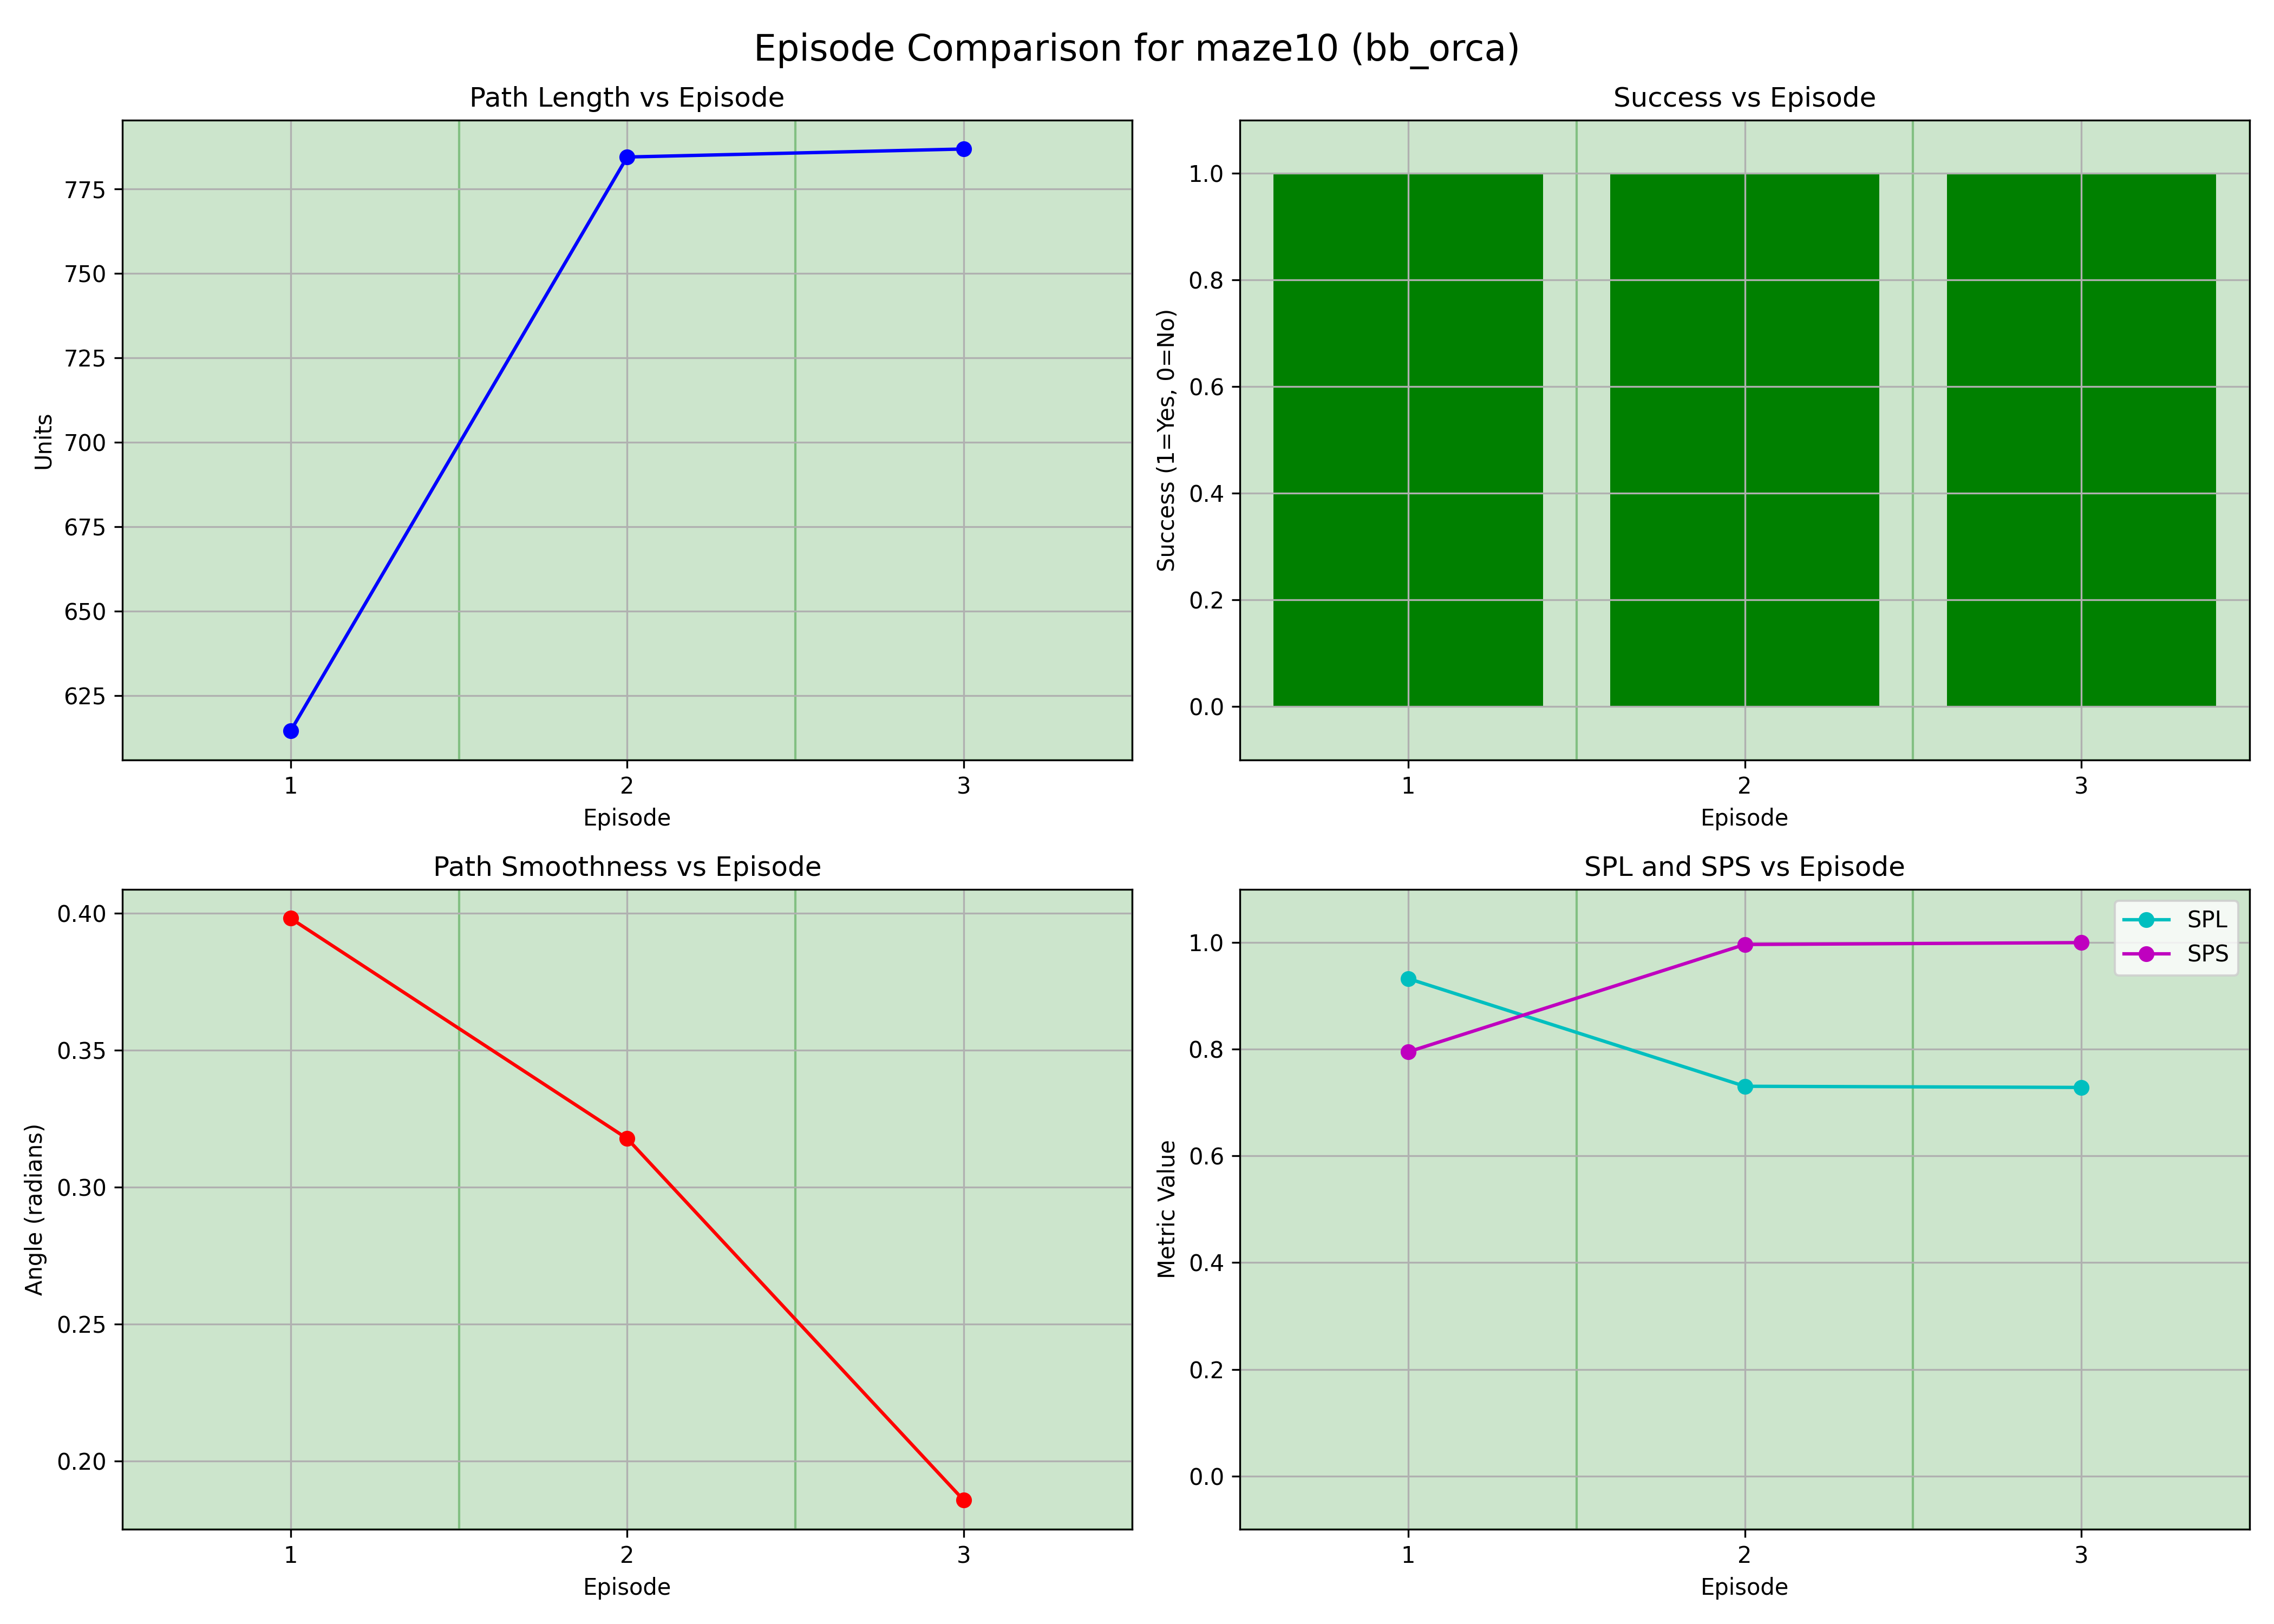 Episode Comparison for maze10 (bb_orca)
Path Length vs Episode
775
750
725
700
675
650
625
Units
1 2 3
Episode
Success vs Episode
1.0
0.8
0.6
0.4
0.2
0.0
Success (1=Yes, 0=No)
1 2 3
Episode
Path Smoothness vs Episode
0.40
0.35
0.30
0.25
0.20
Angle (radians)
1 2 3
Episode
SPL and SPS vs Episode
1.0
0.8
0.6
0.4
0.2
0.0
Metric Value
SPL
SPS
1 2 3
Episode